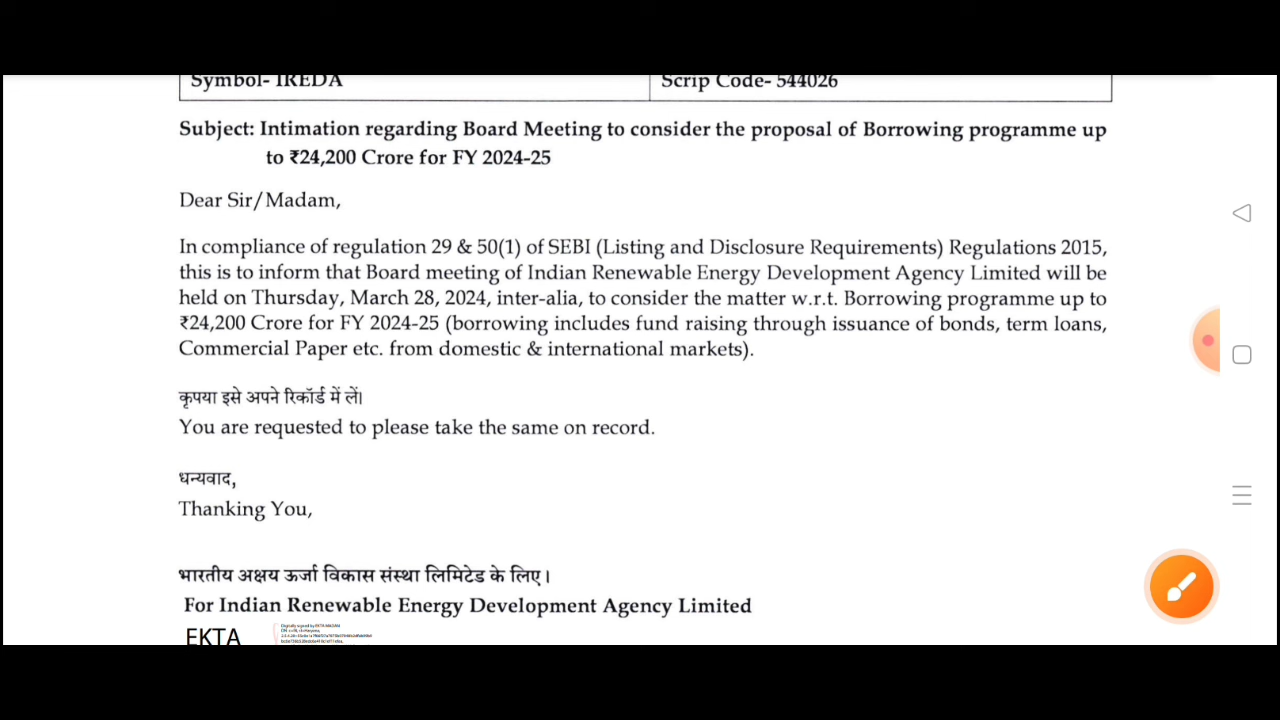 Symbol- IREDA
Scrip Code- 544026
Subject: Intimation regarding Board Meeting to consider the proposal of Borrowing programme up
to ₹24,200 Crore for FY 2024-25
Dear Sir/Madam,
In compliance of regulation 29 & 50(1) of SEBI (Listing and Disclosure Requirements) Regulations 2015,
this is to inform that Board meeting of Indian Renewable Energy Development Agency Limited will be
held on Thursday, March 28, 2024, inter-alia, to consider the matter w.r.t. Borrowing programme up to
₹24,200 Crore for FY 2024-25 (borrowing includes fund raising through issuance of bonds, term loans,
Commercial Paper etc. from domestic & international markets).
कृपया इसे अपने रिकॉर्ड में लें।
You are requested to please take the same on record.
धन्यवाद,
Thanking You,
भारतीय अक्षय ऊर्जा विकास संस्था लिमिटेड के लिए।
For Indian Renewable Energy Development Agency Limited
EKTA
Digitally signed by EKTA MADAN